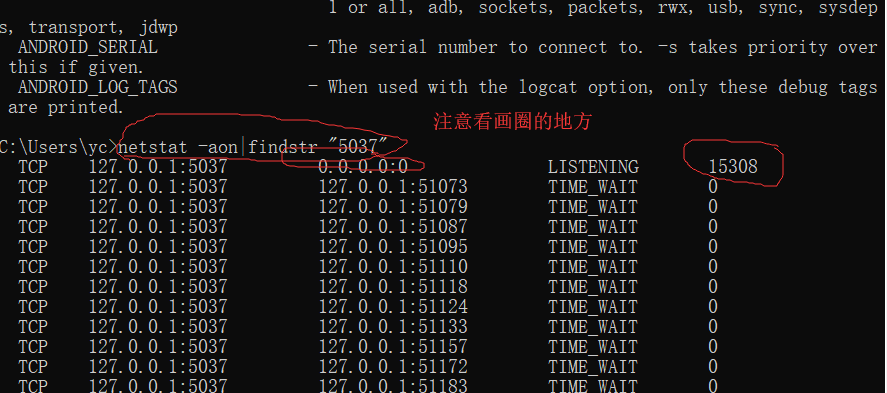 l or all, adb, sockets, packets, rwx, usb, sync, sysdep
s, transport, jdwp
ANDROID_SERIAL - The serial number to connect to. -s takes priority over
this if given.
ANDROID_LOG_TAGS - When used with the logcat option, only these debug tags
are printed.
注意看画圈的地方
C:\Users\yc>netstat -aon|findstr "5037"
TCP 127.0.0.1:5037 0.0.0.0:0 LISTENING 15308
TCP 127.0.0.1:5037 127.0.0.1:51073 TIME_WAIT 0
TCP 127.0.0.1:5037 127.0.0.1:51079 TIME_WAIT 0
TCP 127.0.0.1:5037 127.0.0.1:51087 TIME_WAIT 0
TCP 127.0.0.1:5037 127.0.0.1:51095 TIME_WAIT 0
TCP 127.0.0.1:5037 127.0.0.1:51110 TIME_WAIT 0
TCP 127.0.0.1:5037 127.0.0.1:51118 TIME_WAIT 0
TCP 127.0.0.1:5037 127.0.0.1:51124 TIME_WAIT 0
TCP 127.0.0.1:5037 127.0.0.1:51133 TIME_WAIT 0
TCP 127.0.0.1:5037 127.0.0.1:51157 TIME_WAIT 0
TCP 127.0.0.1:5037 127.0.0.1:51172 TIME_WAIT 0
TCP 127.0.0.1:5037 127.0.0.1:51183 TIME_WAIT 0